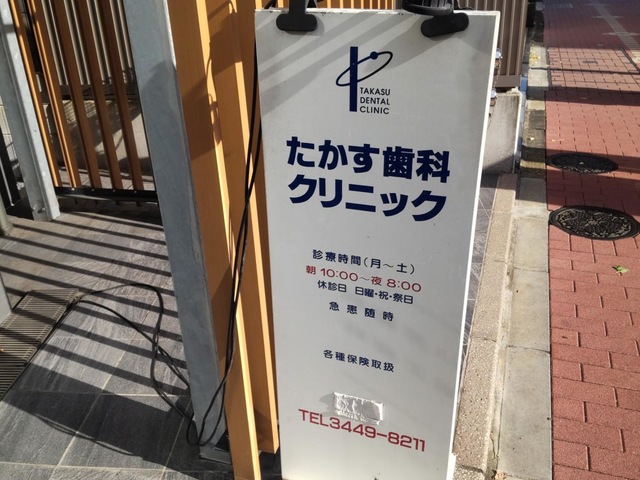 TAKASU
DENTAL
CLINIC
たかす歯科
クリニック
診療時間(月〜土)
朝 10:00〜夜 8:00
休診日 日曜・祝・祭日
急患随時
各種保険取扱
TEL3449-8211